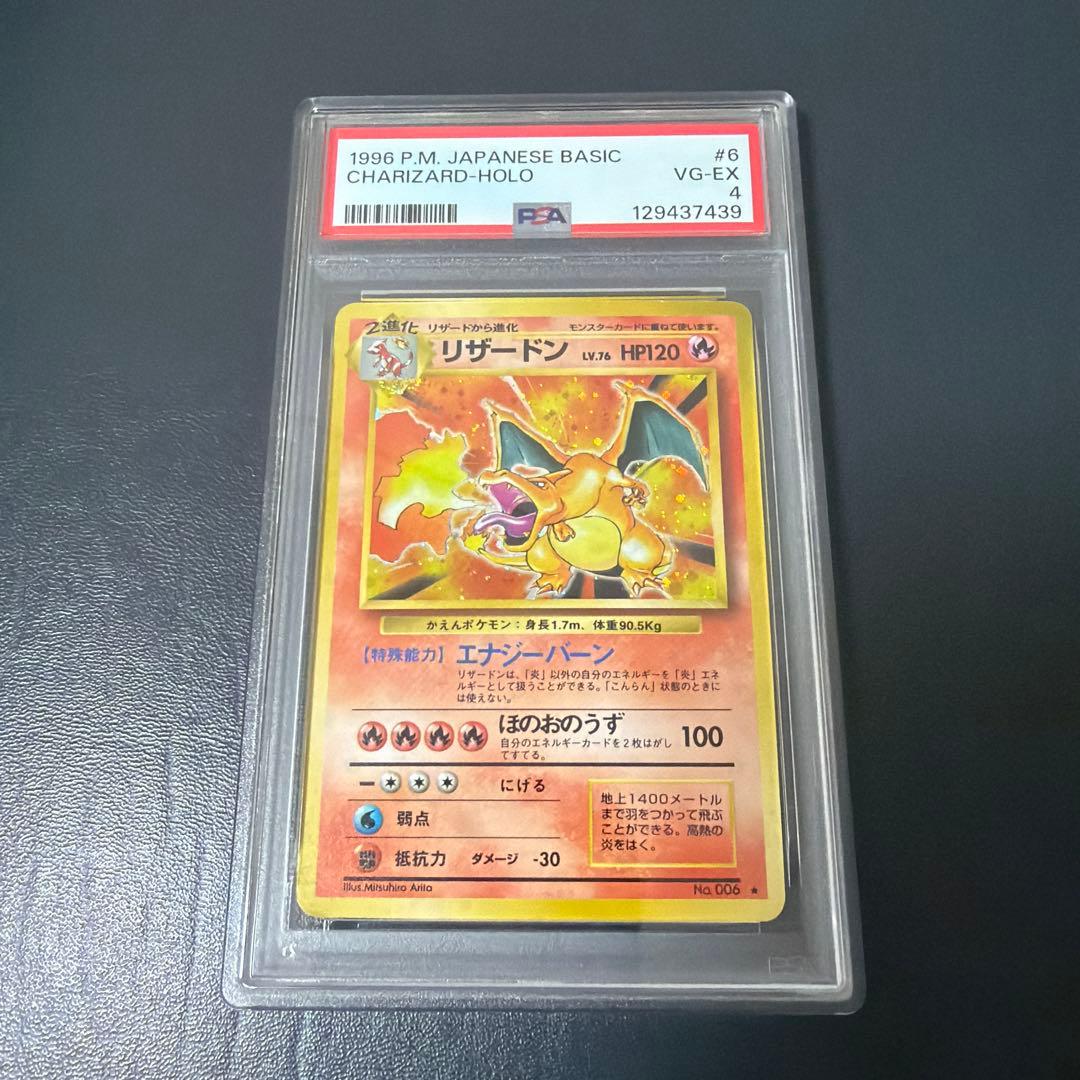 1996 P.M. JAPANESE BASIC #6
CHARIZARD-HOLO VG-EX
4
PSA 129437439
2進化 リザードから進化 モンスターカードに重ねて使います。
リザードン LV.76 HP120
かえんポケモン：身長1.7m、体重90.5Kg
【特殊能力】エナジーバーン
リザードンは、「炎」以外の自分のエネルギーを「炎」エネ
ルギーとして扱うことができる。「こんらん」状態のときに
は使えない。
ほのおのうず 100
自分のエネルギーカードを2枚はがし
てすてる。
にげる
弱点
抵抗力 ダメージ -30
地上1400メートル
まで羽をつかって飛ぶ
ことができる。高熱の
炎をはく。
Illus.Mitsuhiro Arita No. 006 ★